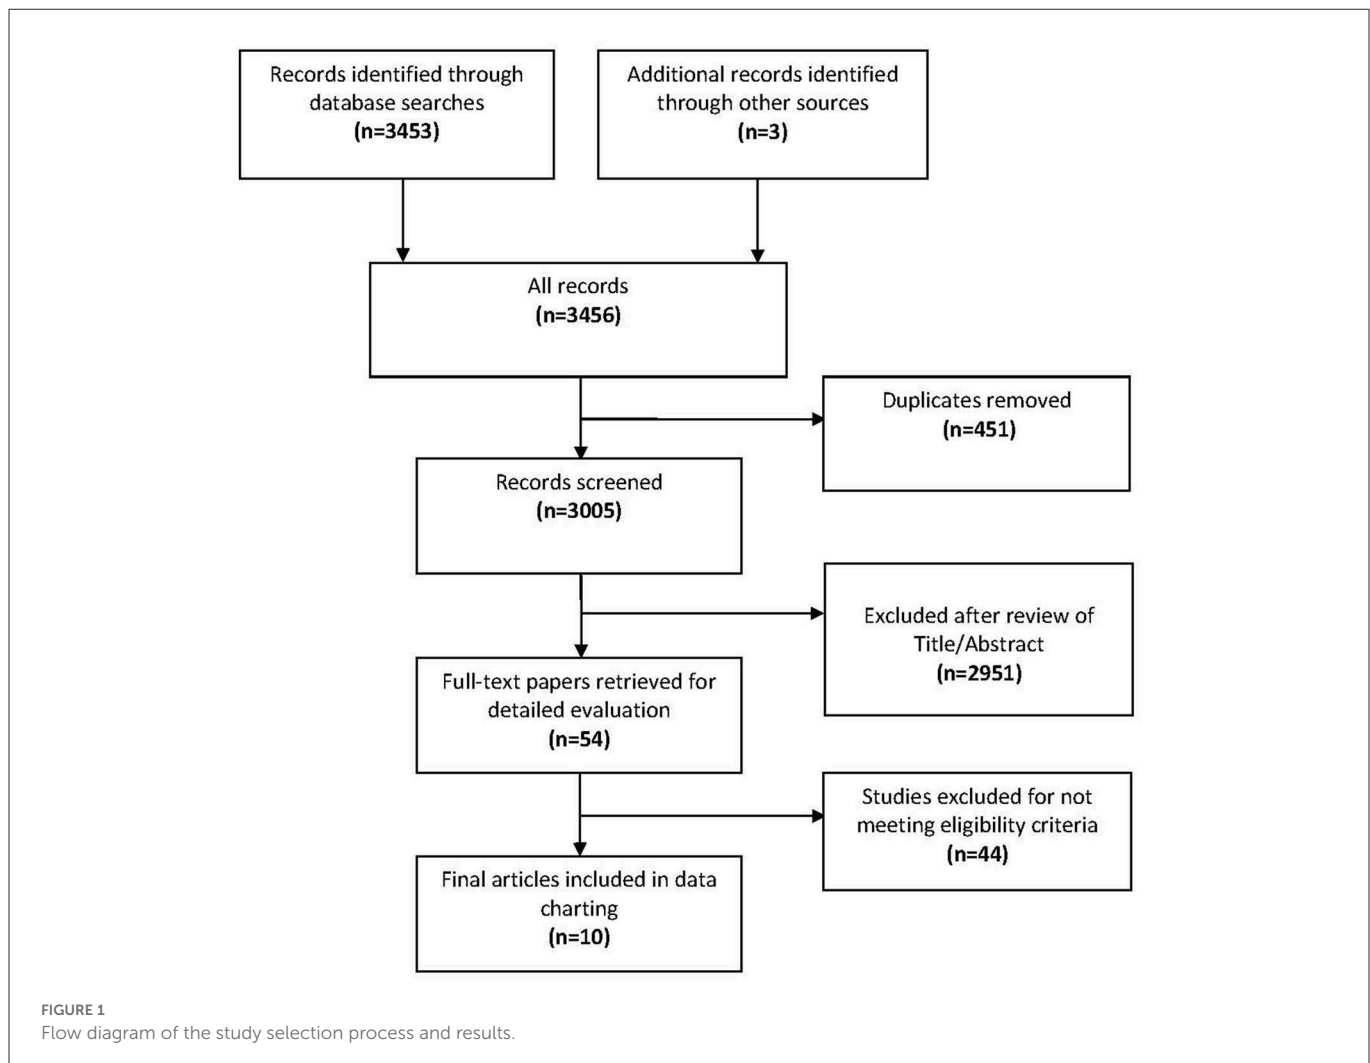 Records identified through
database searches
(n=3453)
Additional records identified
through other sources
(n=3)
All records
(n=3456)
Duplicates removed
(n=451)
Records screened
(n=3005)
Excluded after review of
Title/Abstract
(n=2951)
Full-text papers retrieved for
detailed evaluation
(n=54)
Studies excluded for not
meeting eligibility criteria
(n=44)
Final articles included in data
charting
(n=10)
FIGURE 1
Flow diagram of the study selection process and results.